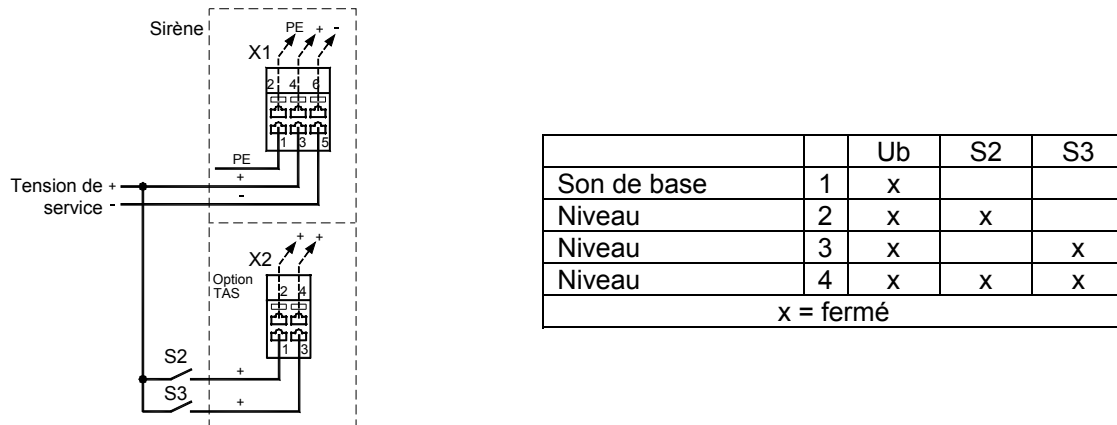 Sirène
PE + -
X1
2 4 6
1 3 5
PE
+
-
Tension de +
service -
+ +
X2
Option
TAS
2 4
1 3
S2
+
S3
+
Ub S2 S3
Son de base 1 x
Niveau 2 x x
Niveau 3 x x
Niveau 4 x x x
x = fermé